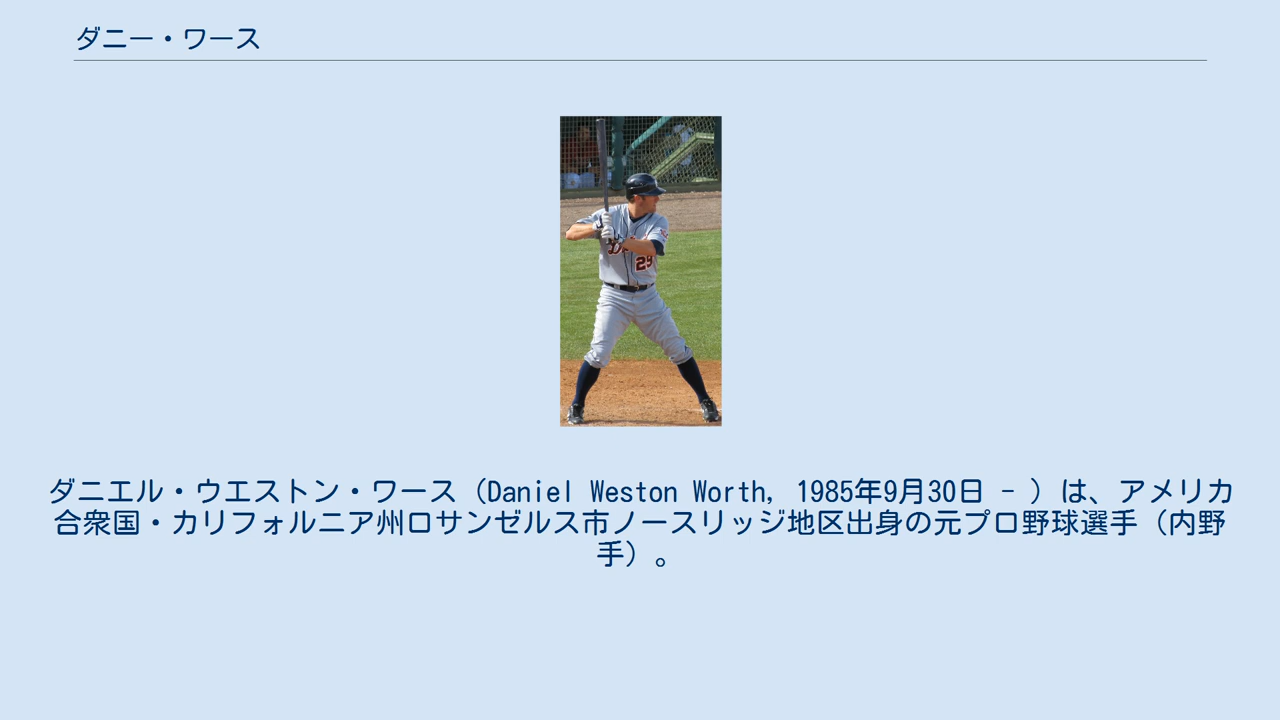 ダニー・ワース
29
ダニエル・ウエストン・ワース（Daniel Weston Worth, 1985年9月30日 - ）は、アメリカ
合衆国・カリフォルニア州ロサンゼルス市ノースリッジ地区出身の元プロ野球選手（内野
手）。